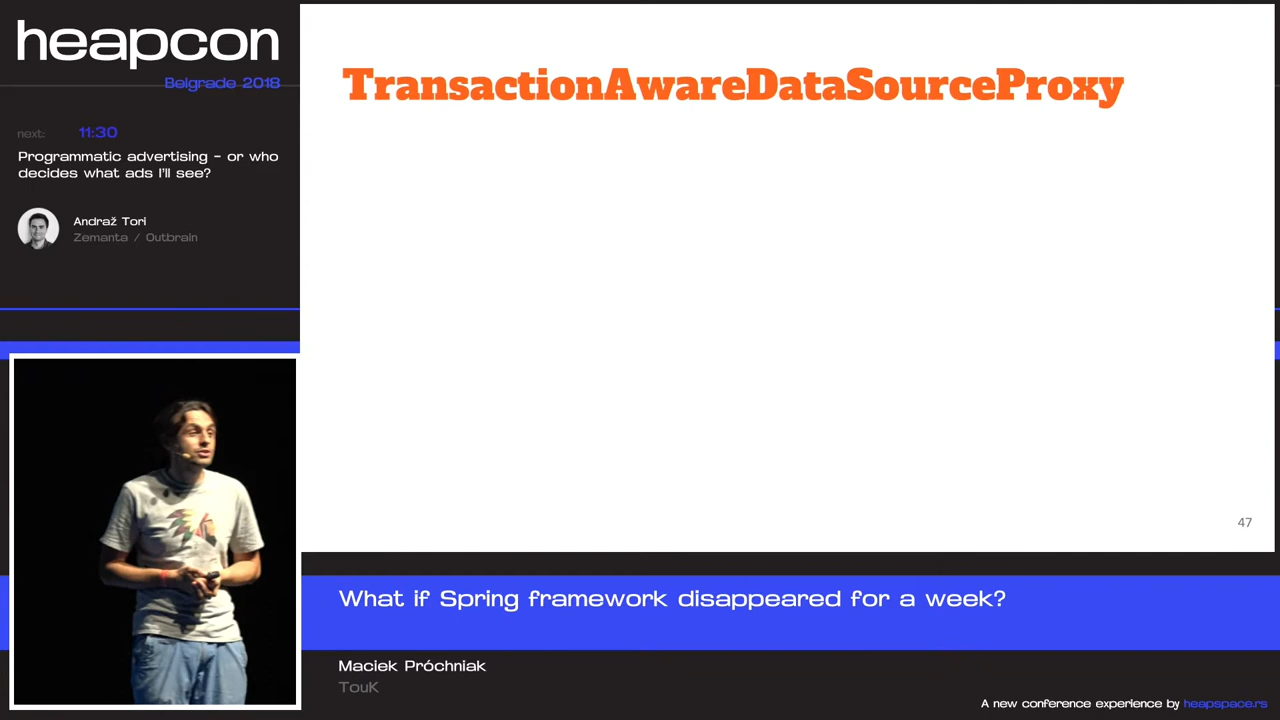 heapcon
Belgrade 2018
next: 11:30
Programmatic advertising - or who
decides what ads I'll see?
Andraž Tori
Zemanta / Outbrain
TransactionAwareDataSourceProxy
47
What if Spring framework disappeared for a week?
Maciek Próchniak
TouK
A new conference experience by heapspace.rs